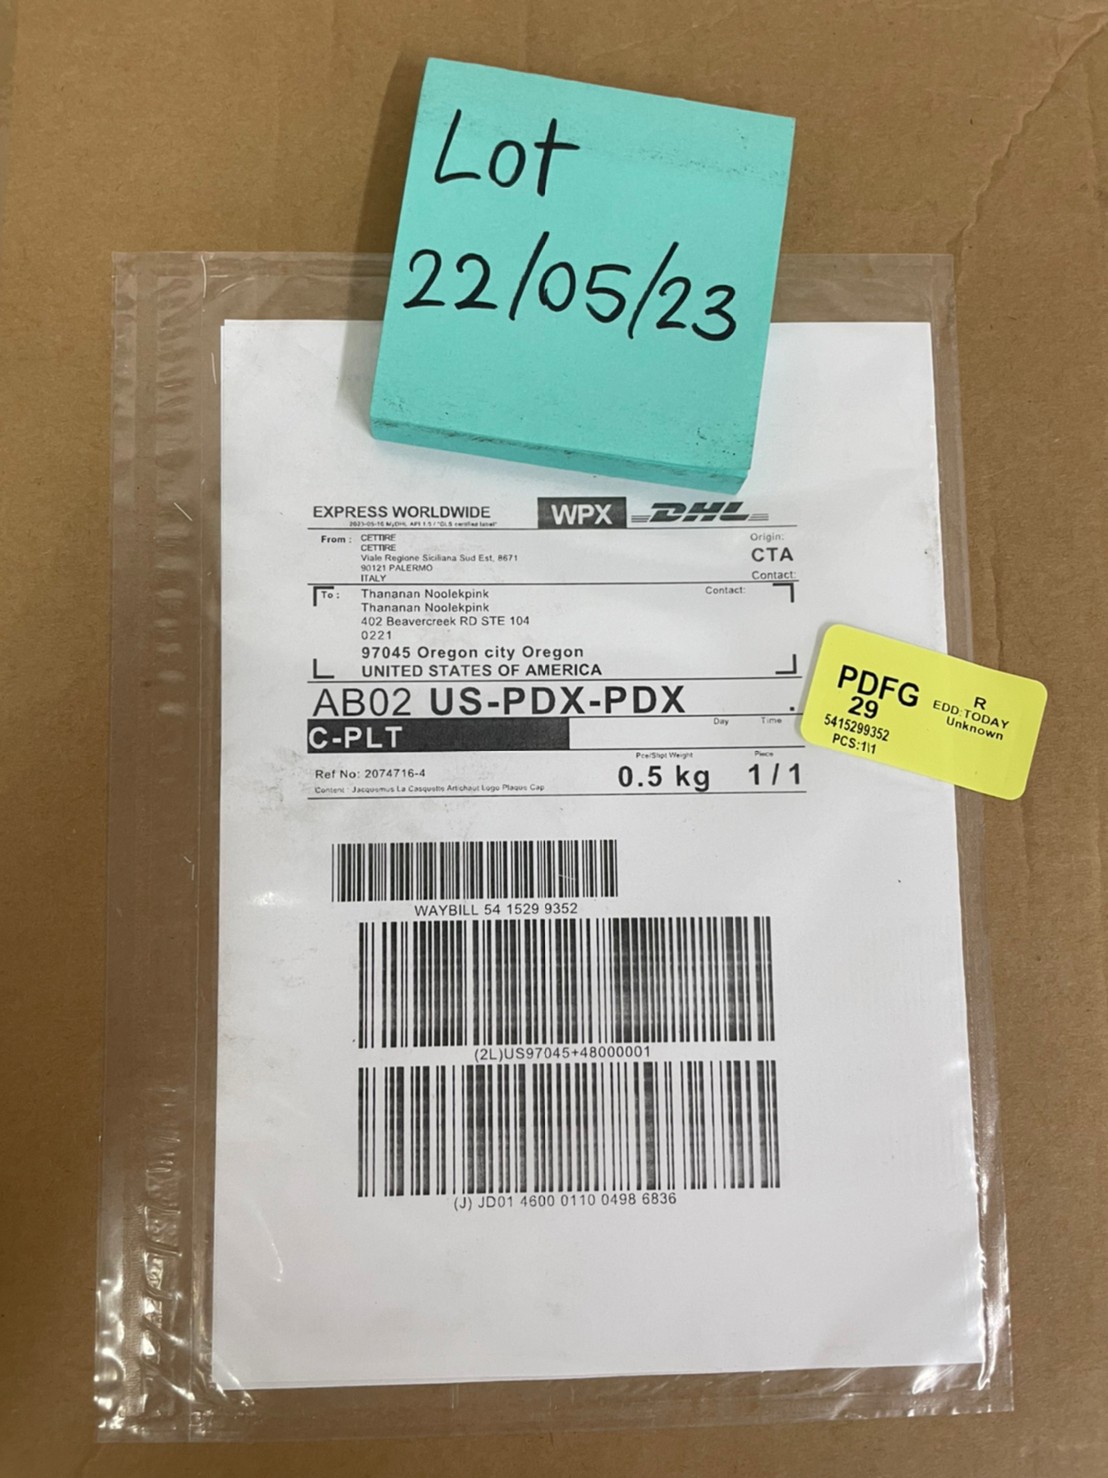 Lot
22/05/23
EXPRESS WORLDWIDE
2023-05-16 MyDHL API 1.0 / "GLS certified label"
WPX
DHL
From : CETTIRE
CETTIRE
Viale Regione Siciliana Sud Est, 8671
90121 PALERMO
ITALY
Origin:
CTA
Contact:
To : Thananan Noolekpink
Thananan Noolekpink
402 Beavercreek RD STE 104
0221
97045 Oregon city Oregon
UNITED STATES OF AMERICA
Contact:
AB02 US-PDX-PDX
C-PLT
Day Time
Ref No: 2074716-4
Pce/Shpt Weight
0.5 kg
Piece
1 / 1
Content : Jacquemus La Casquette Artichaut Logo Plaque Cap
PDFG
29
5415299352
PCS:1\1
R
EDD:TODAY
Unknown
WAYBILL 54 1529 9352
(2L)US97045+48000001
(J) JD01 4600 0110 0498 6836